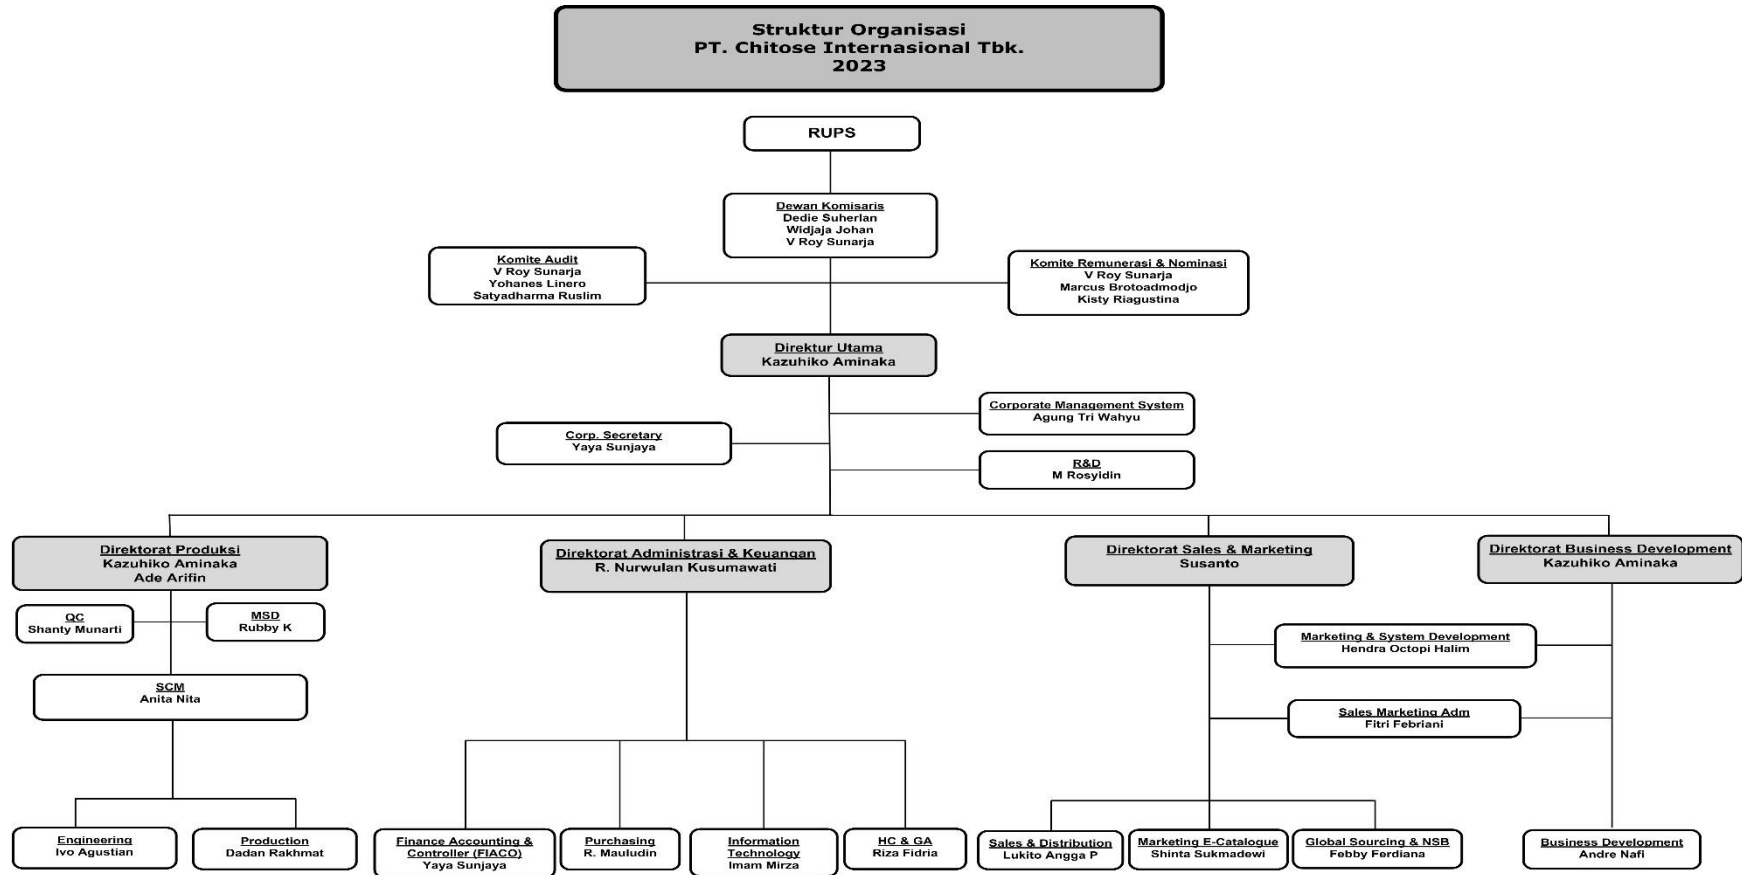 Struktur Organisasi
PT. Chitose Internasional Tbk.
2023
RUPS
Dewan Komisaris
Dedie Suherlan
Widjaja Johan
V Roy Sunarja
Komite Audit
V Roy Sunarja
Yohanes Linero
Satyadharma Ruslim
Komite Remunerasi & Nominasi
V Roy Sunarja
Marcus Brotoadmodjo
Kisty Riagustina
Direktur Utama
Kazuhiko Aminaka
Corporate Management System
Agung Tri Wahyu
Corp. Secretary
Yaya Sunjaya
R&D
M Rosyidin
Direktorat Produksi
Kazuhiko Aminaka
Ade Arifin
Direktorat Administrasi & Keuangan
R. Nurwulan Kusumawati
Direktorat Sales & Marketing
Susanto
Direktorat Business Development
Kazuhiko Aminaka
QC
Shanty Munarti
MSD
Rubby K
Marketing & System Development
Hendra Octopi Halim
SCM
Anita Nita
Sales Marketing Adm
Fitri Febriani
Engineering
Ivo Agustian
Production
Dadan Rakhmat
Finance Accounting &
Controller (FIACO)
Yaya Sunjaya
Purchasing
R. Mauludin
Information
Technology
Imam Mirza
HC & GA
Riza Fidria
Sales & Distribution
Lukito Angga P
Marketing E-Catalogue
Shinta Sukmadewi
Global Sourcing & NSB
Febby Ferdiana
Business Development
Andre Nafi